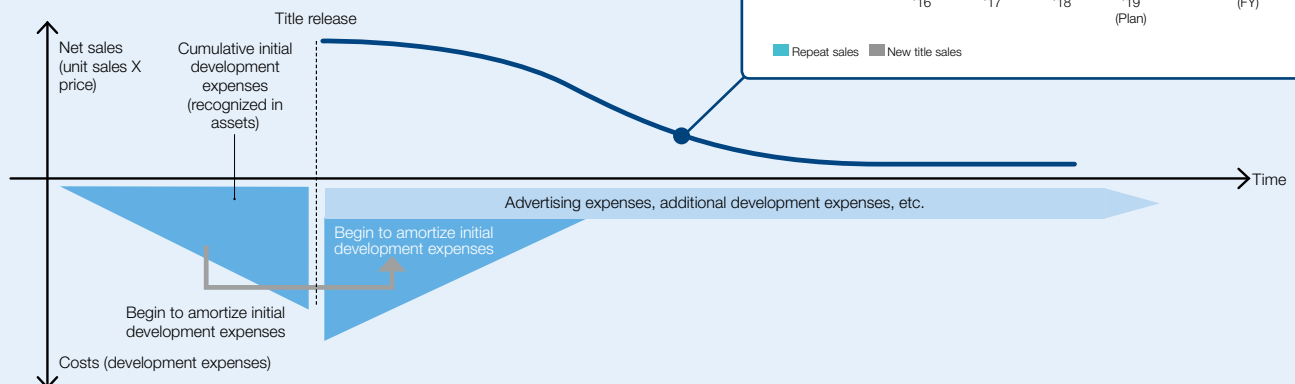 '16 '17 '18 '19 (FY)
(Plan)
Repeat sales New title sales
Title release
Net sales
(unit sales X
price)
Cumulative initial
development
expenses
(recognized in
assets)
Time
Advertising expenses, additional development expenses, etc.
Begin to amortize initial
development expenses
Begin to amortize initial
development expenses
Costs (development expenses)